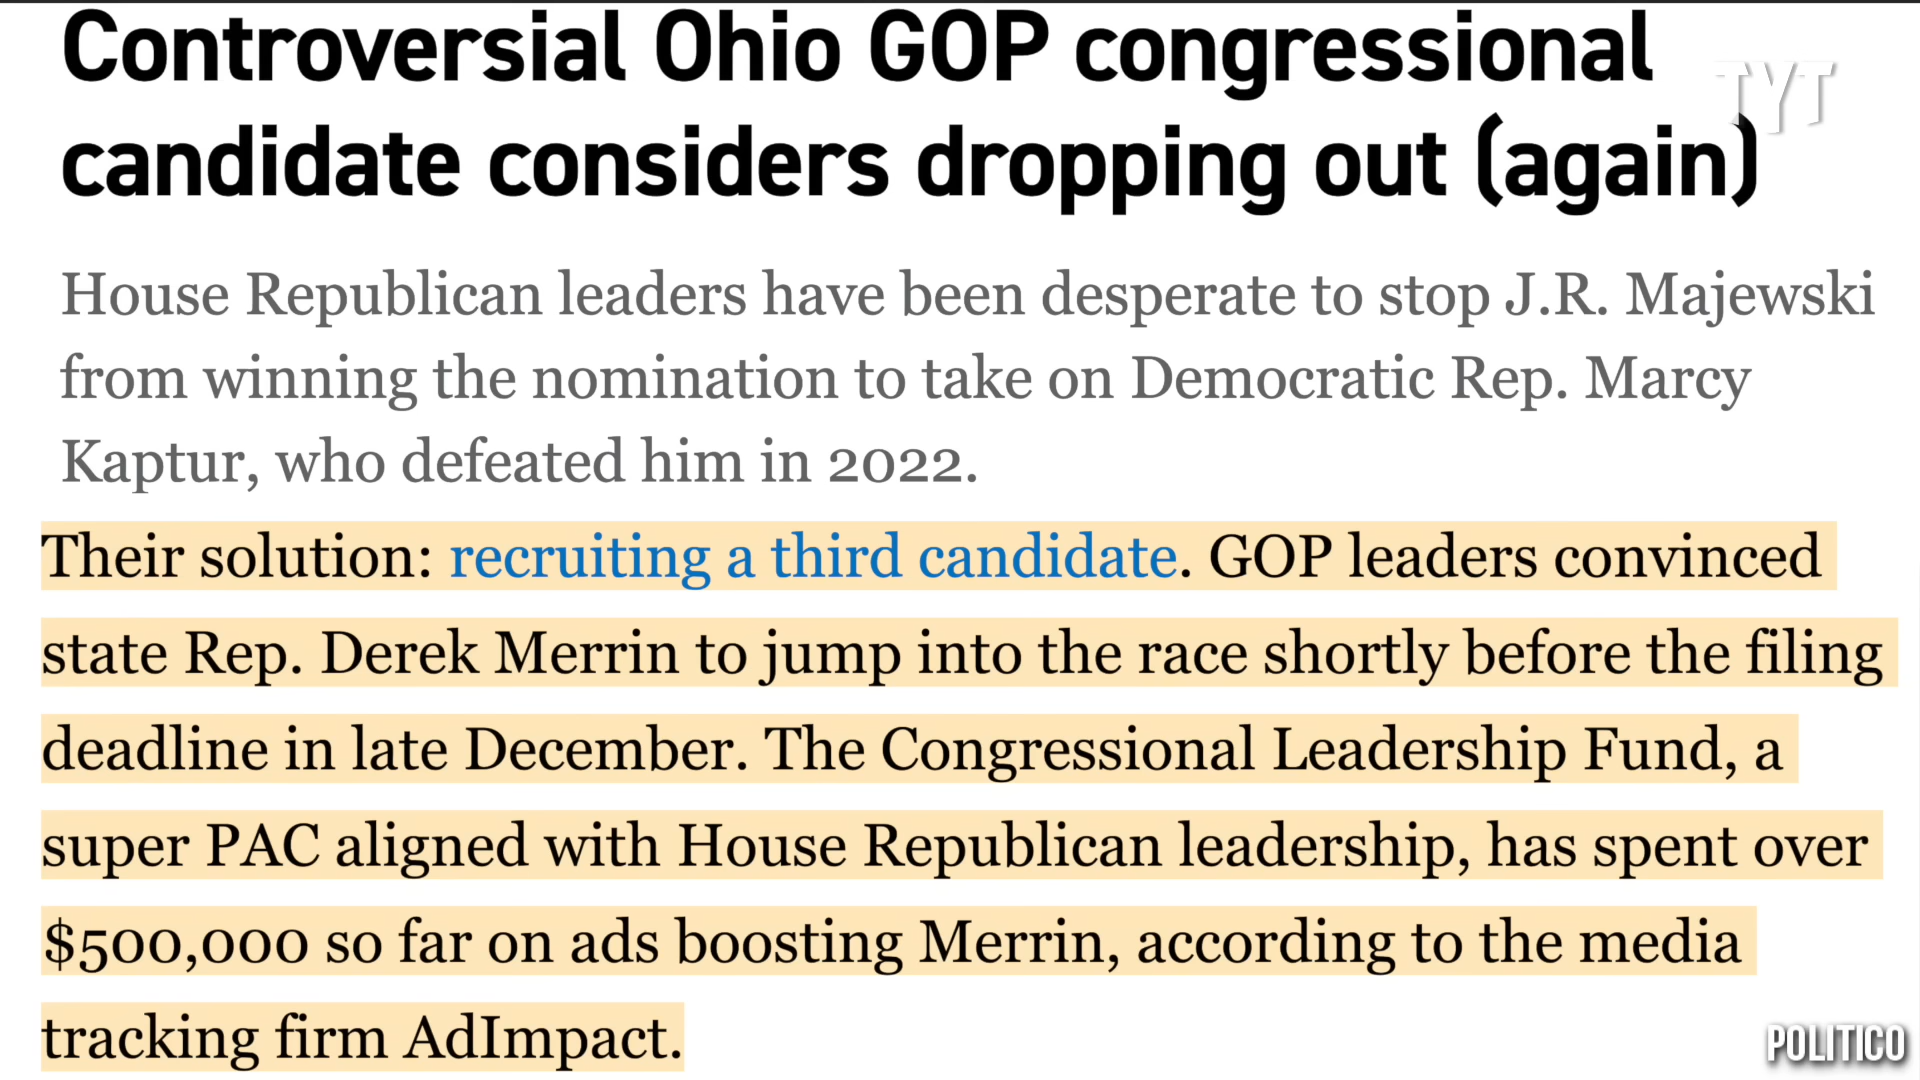 Controversial Ohio GOP congressional
TYT
candidate considers dropping out (again)
House Republican leaders have been desperate to stop J.R. Majewski
from winning the nomination to take on Democratic Rep. Marcy
Kaptur, who defeated him in 2022.
Their solution: recruiting a third candidate. GOP leaders convinced
state Rep. Derek Merrin to jump into the race shortly before the filing
deadline in late December. The Congressional Leadership Fund, a
super PAC aligned with House Republican leadership, has spent over
$500,000 so far on ads boosting Merrin, according to the media
tracking firm AdImpact.
POLITICO